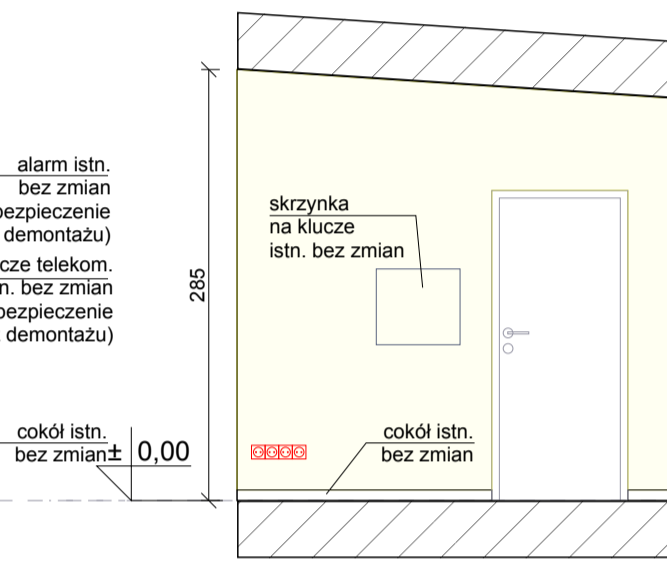 alarm istn.
bez zmian
bezpieczenie
demontażu)
cze telekom.
n. bez zmian
bezpieczenie
demontażu)
cokół istn.
bez zmian
± 0,00
285
skrzynka
na klucze
istn. bez zmian
cokół istn.
bez zmian